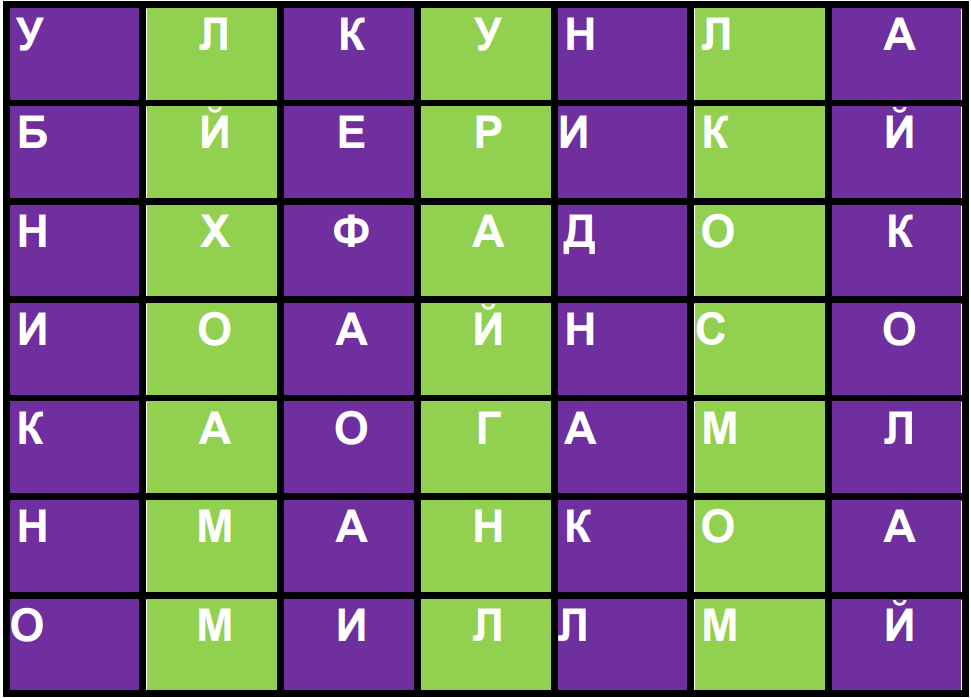 У Л К У Н Л А
Б Й Е Р И К Й
Н Х Ф А Д О К
И О А Й Н С О
К А О Г А М Л
Н М А Н К О А
О М И Л Л М Й